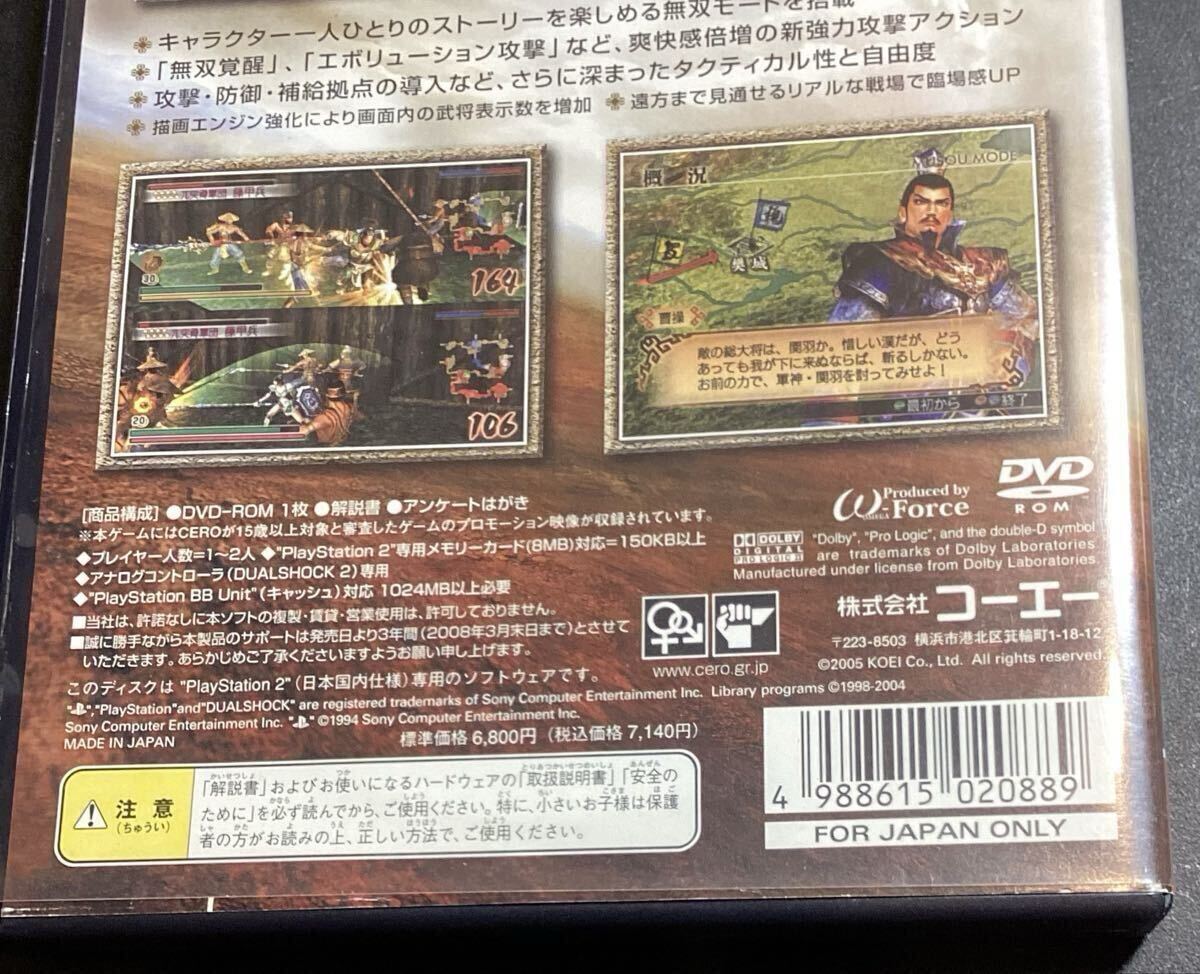 キャラクター一人ひとりのストーリーを楽しめる無双モードを搭載
「無双覚醒」、「エボリューション攻撃」など、爽快感倍増の新強力攻撃アクション
攻撃・防御・補給拠点の導入など、さらに深まったタクティカル性と自由度
描画エンジン強化により画面内の武将表示数を増加
遠方まで見通せるリアルな戦場で臨場感UP
30
164
20
106
概況
MUSOU MODE
魏
樊城
曹操
敵の総大将は、関羽か。惜しい漢だが、どう
あっても我が下に来ぬならば、斬るしかない。
お前の力で、軍神・関羽を討ってみせよ!
最初から
終了
[商品構成] ●DVD-ROM 1枚 ●解説書 ●アンケートはがき
※本ゲームにはCEROが15歳以上対象と審査したゲームのプロモーション映像が収録されています。
◆プレイヤー人数=1〜2人 ◆"PlayStation 2"専用メモリーカード(8MB)対応=150KB以上
◆アナログコントローラ(DUALSHOCK 2)専用
◆"PlayStation BB Unit"(キャッシュ)対応 1024MB以上必要
■当社は、許諾なしに本ソフトの複製・賃貸・営業使用は、許可しておりません。
■誠に勝手ながら本製品のサポートは発売日より3年間(2008年3月末日まで)とさせて
いただきます。あらかじめご了承くださいますようお願い申し上げます。
このディスクは "PlayStation 2"(日本国内仕様)専用のソフトウェアです。
","PlayStation"and"DUALSHOCK" are registered trademarks of Sony Computer Entertainment Inc. Library programs ©1998-2004
Sony Computer Entertainment Inc. " " ©1994 Sony Computer Entertainment Inc.
MADE IN JAPAN
標準価格 6,800円(税込価格 7,140円)
DVD
ROM
Produced by
ω-Force
OMEGA
DOLBY
DIGITAL
PRO LOGIC II
"Dolby", "Pro Logic", and the double-D symbol
are trademarks of Dolby Laboratories.
Manufactured under license from Dolby Laboratories.
www.cero.gr.jp
株式会社 コーエー®
〒223-8503 横浜市港北区箕輪町1-18-12
©2005 KOEI Co., Ltd. All rights reserved.
注意
(ちゅうい)
「解説書」およびお使いになるハードウェアの「取扱説明書」「安全の
ために」を必ず読んでから、ご使用ください。特に、小さいお子様は保護
者の方がお読みの上、正しい方法で、ご使用ください。
4 988615 020889
FOR JAPAN ONLY